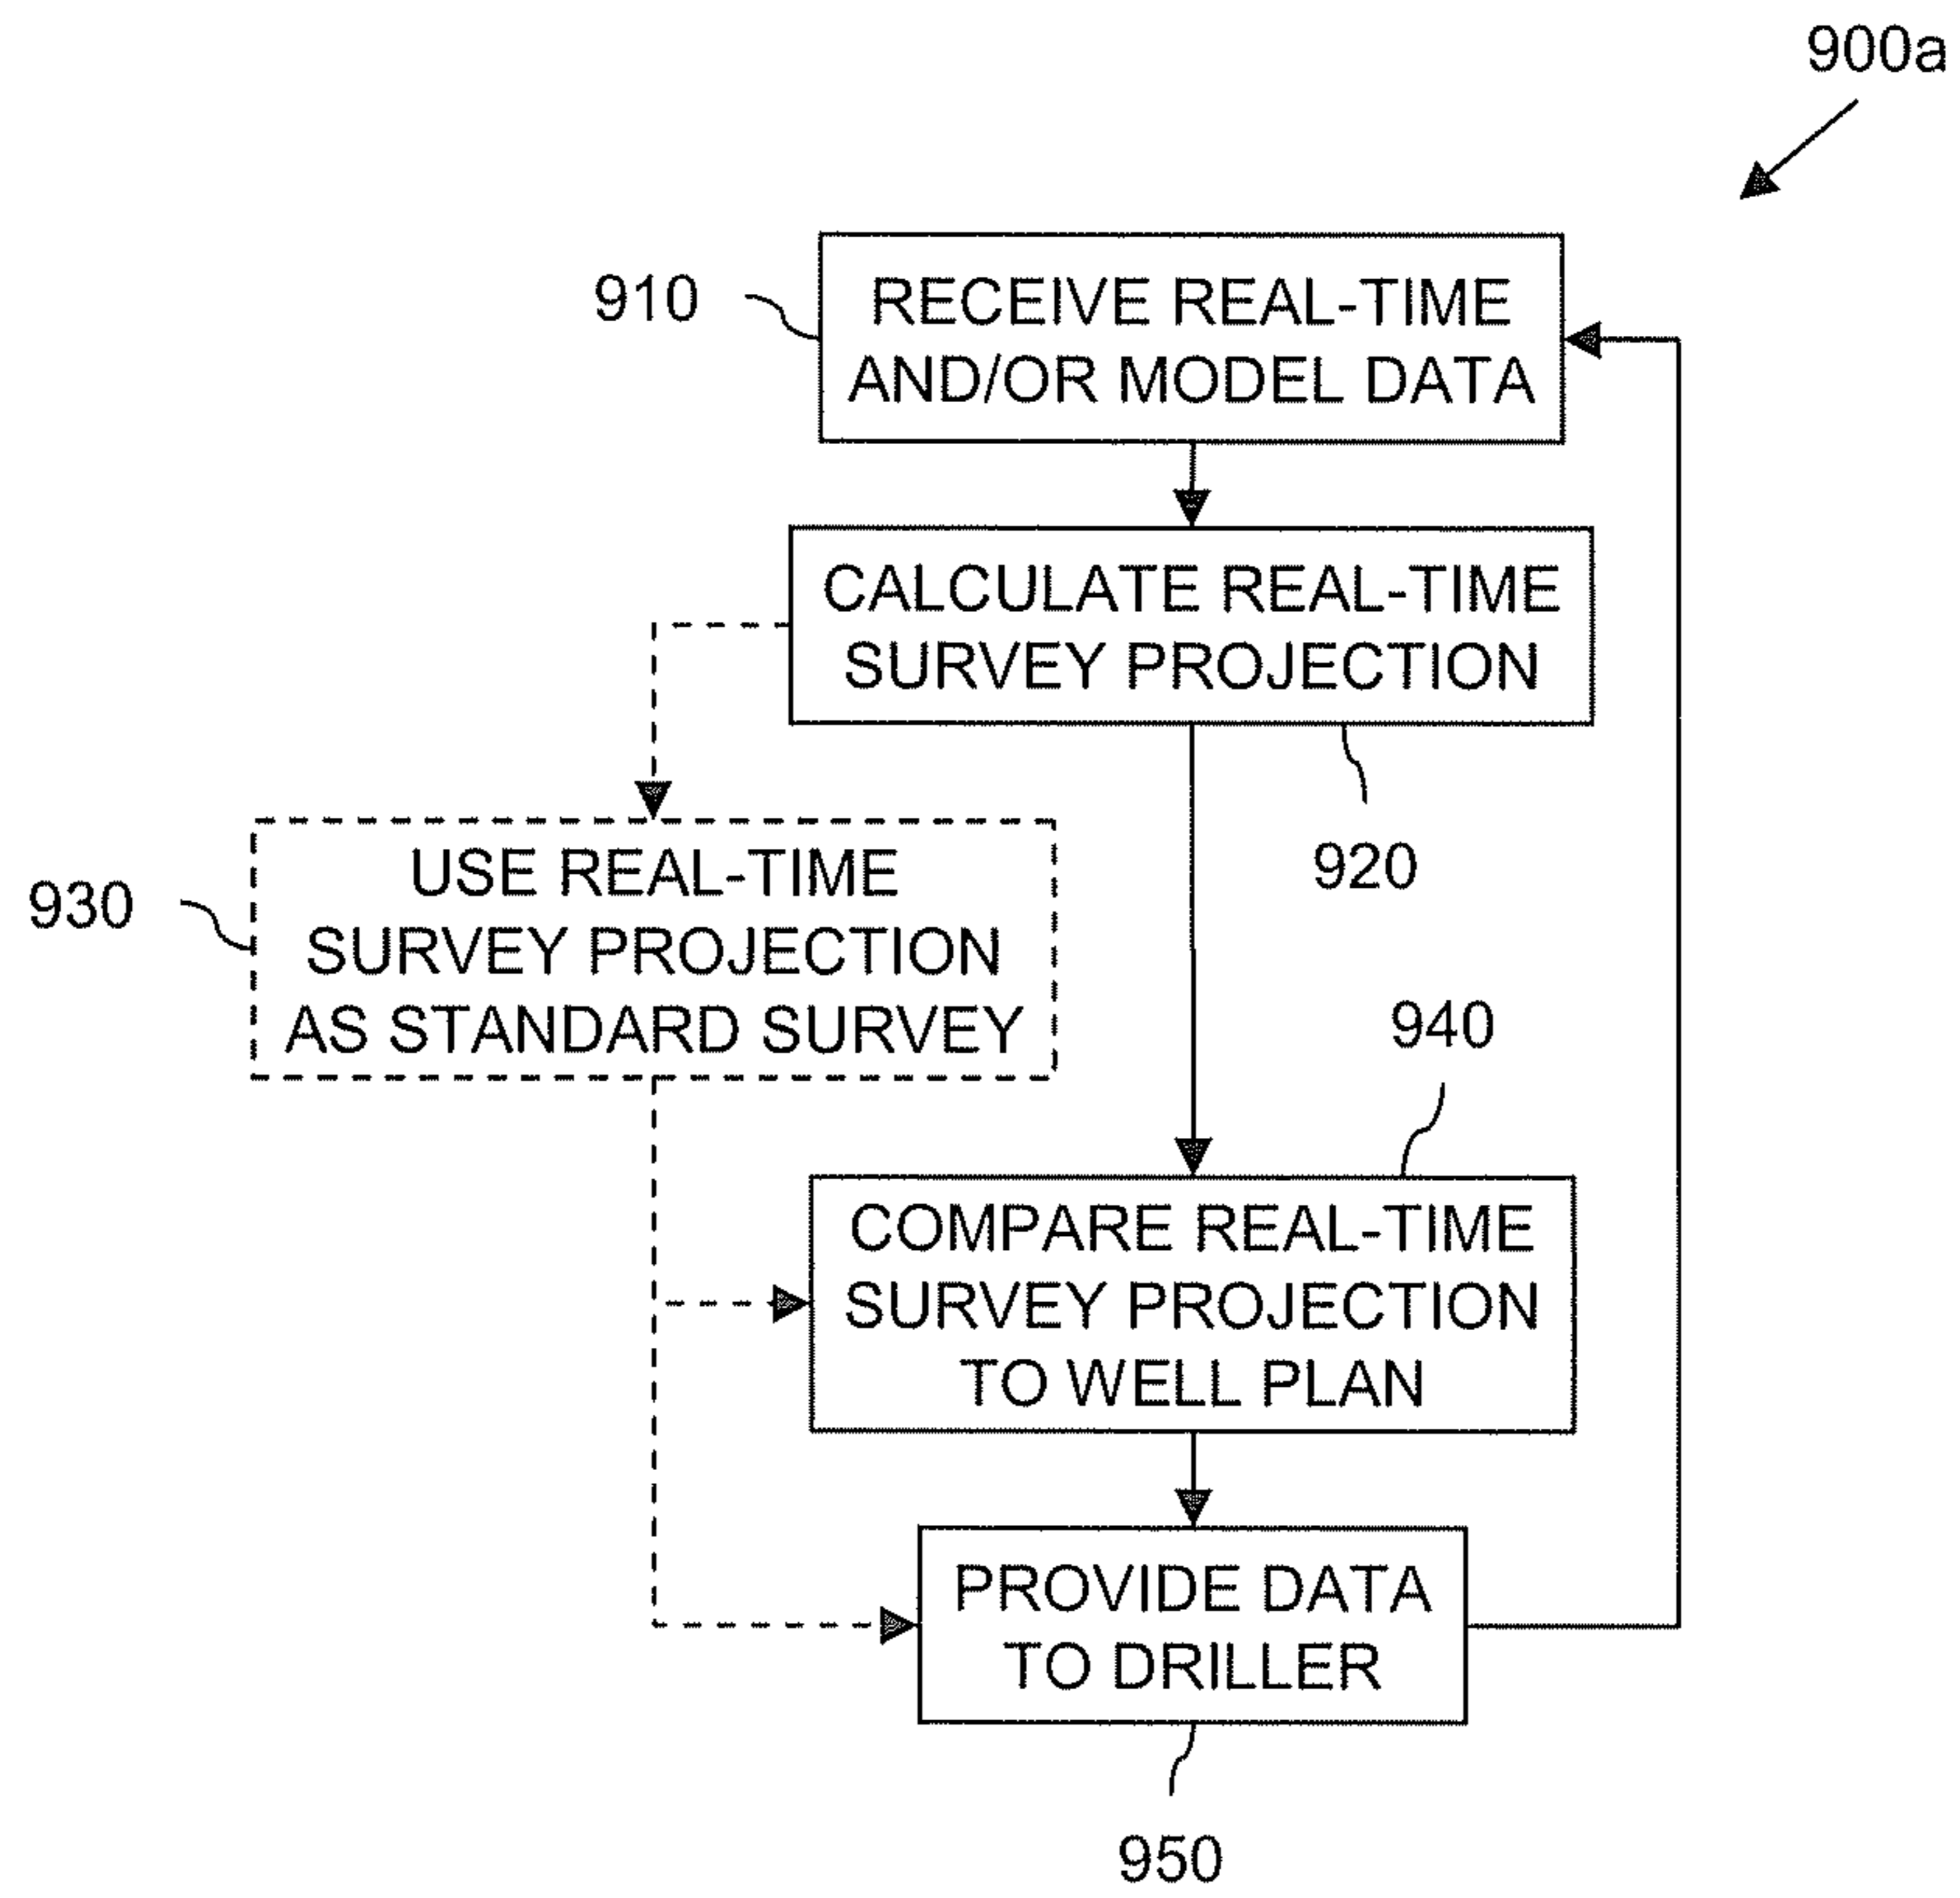 900a
910
RECEIVE REAL-TIME
AND/OR MODEL DATA
CALCULATE REAL-TIME
SURVEY PROJECTION
920
930
USE REAL-TIME
SURVEY PROJECTION
AS STANDARD SURVEY
940
COMPARE REAL-TIME
SURVEY PROJECTION
TO WELL PLAN
PROVIDE DATA
TO DRILLER
950